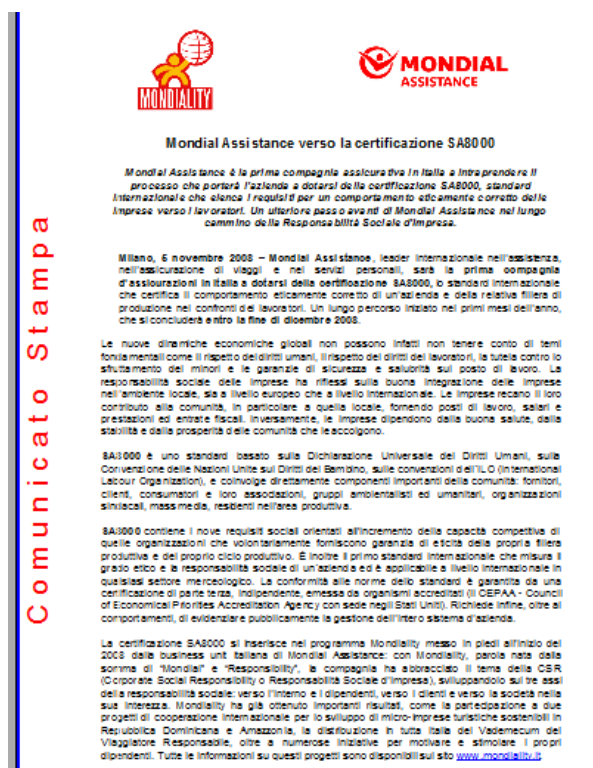 MONDIALITY
MONDIAL
ASSISTANCE
Comunicato Stampa
Mondial Assistance verso la certificazione SA8000
Mondial Assistance è la prima compagnia assicurativa in Italia a intraprendere il
processo che porterà l'azienda a dotarsi della certificazione SA8000, standard
internazionale che elenca i requisiti per un comportamento eticamente corretto delle
imprese verso i lavoratori. Un ulteriore passo avanti di Mondial Assistance nel lungo
cammino della Responsabilità Sociale d'Impresa.
Milano, 6 novembre 2008 – Mondial Assistance, leader internazionale nell'assistenza,
nell'assicurazione di viaggi e nei servizi personali, sarà la prima compagnia
d'assicurazioni in Italia a dotarsi della certificazione SA8000, lo standard internazionale
che certifica il comportamento eticamente corretto di un'azienda e della relativa filiera di
produzione nei confronti dei lavoratori. Un lungo percorso iniziato nei primi mesi dell'anno,
che si concluderà entro la fine di dicembre 2008.
Le nuove dinamiche economiche globali non possono infatti non tenere conto di temi
fondamentali come il rispetto dei diritti umani, il rispetto dei diritti dei lavoratori, la tutela contro lo
sfruttamento dei minori e le garanzie di sicurezza e salubrità sul posto di lavoro. La
responsabilità sociale delle imprese ha riflessi sulla buona integrazione delle imprese
nell'ambiente locale, sia a livello europeo che a livello internazionale. Le imprese recano il loro
contributo alla comunità, in particolare a quella locale, fornendo posti di lavoro, salari e
prestazioni ed entrate fiscali. Inversamente, le imprese dipendono dalla buona salute, dalla
stabilità e dalla prosperità delle comunità che le accolgono.
SA8000 è uno standard basato sulla Dichiarazione Universale dei Diritti Umani, sulla
Convenzione delle Nazioni Unite sui Diritti del Bambino, sulle convenzioni dell'ILO (International
Labour Organization), e coinvolge direttamente componenti importanti della comunità: fornitori,
clienti, consumatori e loro associazioni, gruppi ambientalisti ed umanitari, organizzazioni
sindacali, mass media, residenti nell'area produttiva.
SA8000 contiene i nove requisiti sociali orientati all'incremento della capacità competitiva di
quelle organizzazioni che volontariamente forniscono garanzia di eticità della propria filiera
produttiva e del proprio ciclo produttivo. È inoltre il primo standard internazionale che misura il
grado etico e la responsabilità sociale di un'azienda ed è applicabile a livello internazionale in
qualsiasi settore merceologico. La conformità alle norme dello standard è garantita da una
certificazione di parte terza, indipendente, emessa da organismi accreditati (il CEPAA - Council
of Economical Priorities Accreditation Agency con sede negli Stati Uniti). Richiede infine, oltre ai
comportamenti, di evidenziare pubblicamente la gestione dell'intero sistema d'azienda.
La certificazione SA8000 si inserisce nel programma Mondiality messo in piedi all'inizio del
2008 dalla business unit italiana di Mondial Assistance: con Mondiality, parola nata dalla
somma di "Mondial" e "Responsibility", la compagnia ha abbracciato il tema della CSR
(Corporate Social Responsibility o Responsabilità Sociale d'Impresa), sviluppandolo sui tre assi
della responsabilità sociale: verso l'interno e i dipendenti, verso i clienti e verso la società nella
sua interezza. Mondiality ha già ottenuto importanti risultati, come la partecipazione a due
progetti di cooperazione internazionale per lo sviluppo di micro-imprese turistiche sostenibili in
Repubblica Dominicana e Amazzonia, la distribuzione in tutta Italia del Vademecum del
Viaggiatore Responsabile, oltre a numerose iniziative per motivare e stimolare i propri
dipendenti. Tutte le informazioni su questi progetti sono disponibili sul sito www.mondiality.it